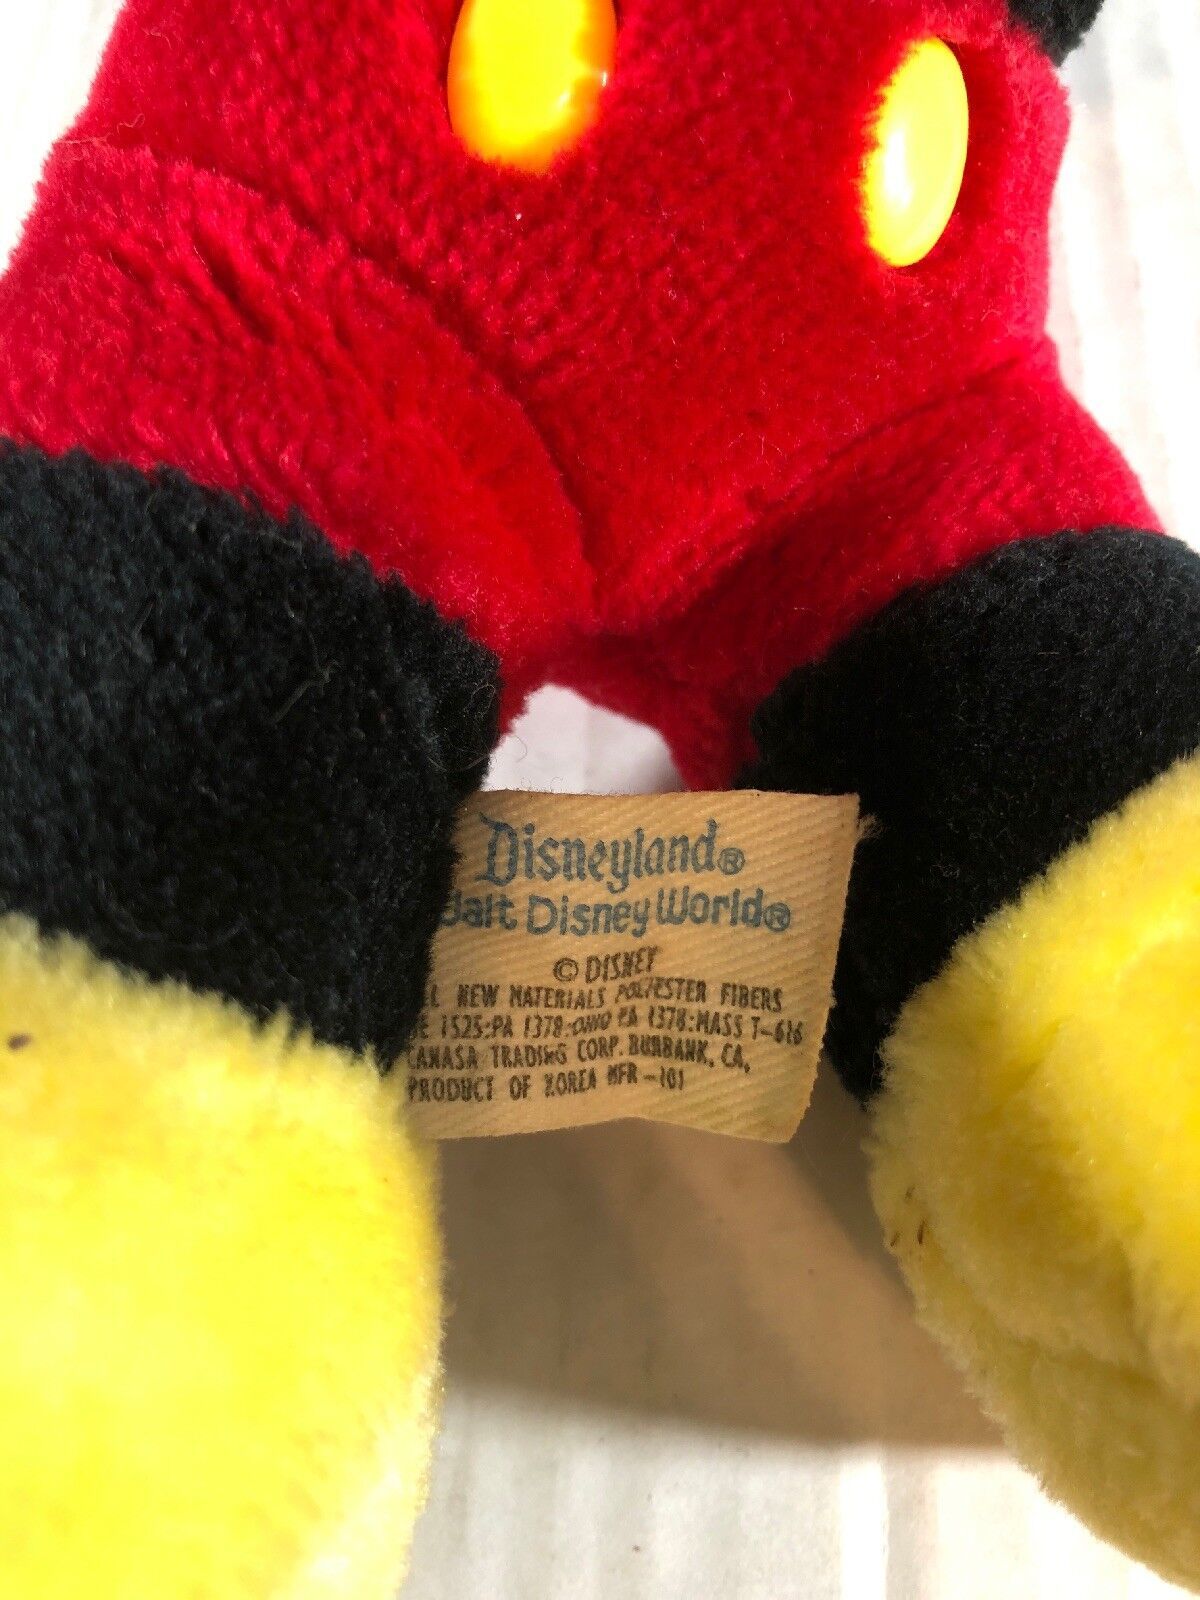 Disneyland®
Walt Disney World®
© DISNEY
NEW MATERIALS POLYESTER FIBERS
1525:PA 1378:OHIO PA 1378:MASS T-616
CANASA TRADING CORP. BURBANK, CA,
PRODUCT OF KOREA MFR-101